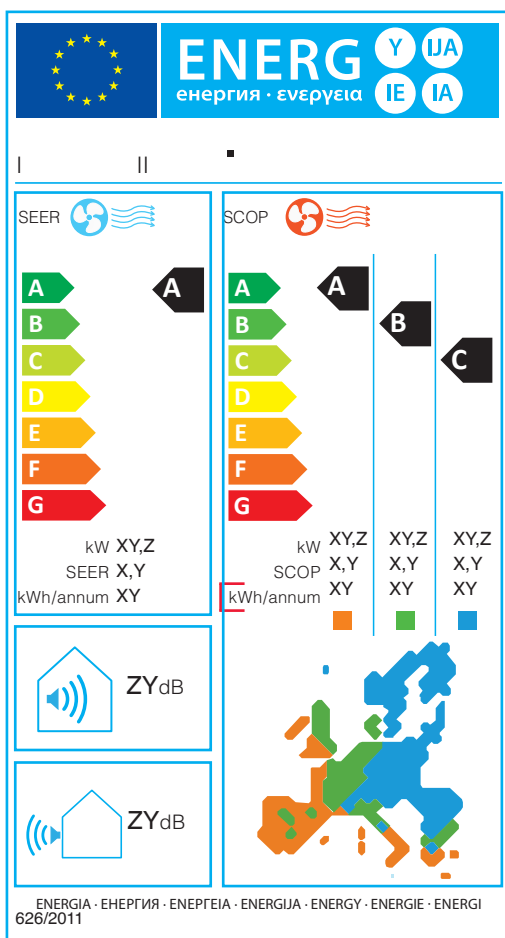 ENERG Y IJA
енергия · ενεργεια IE IA
I II
SEER
A A
B
C
D
E
F
G
kW XY,Z
SEER X,Y
kWh/annum XY
SCOP
A A
B B
C C
D
E
F
G
kW XY,Z XY,Z XY,Z
SCOP X,Y X,Y X,Y
kWh/annum XY XY XY
ZYdB
ZYdB
ENERGIA · ЕНЕРГИЯ · ΕΝΕΡΓΕΙΑ · ENERGIJA · ENERGY · ENERGIE · ENERGI
626/2011